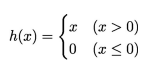 h(x) = { x (x > 0)
0 (x ≤ 0)